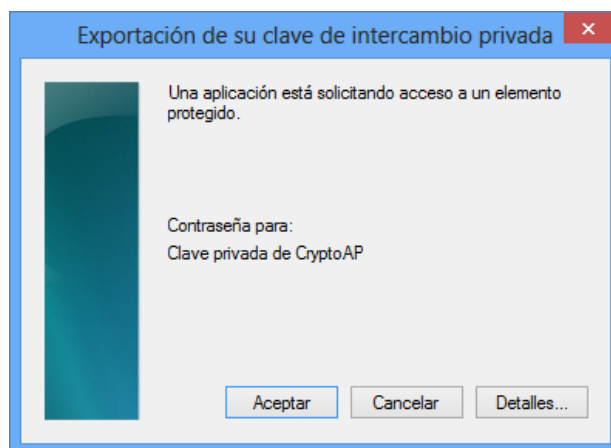 Exportación de su clave de intercambio privada
Una aplicación está solicitando acceso a un elemento
protegido.
Contraseña para:
Clave privada de CryptoAP
Aceptar Cancelar Detalles...